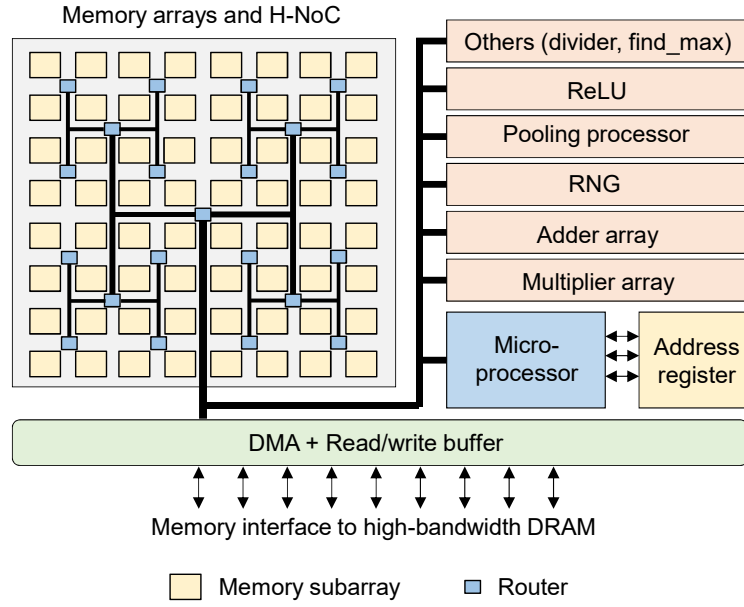 Memory arrays and H-NoC
Others (divider, find_max)
ReLU
Pooling processor
RNG
Adder array
Multiplier array
Micro-
processor
Address
register
DMA + Read/write buffer
Memory interface to high-bandwidth DRAM
Memory subarray
Router